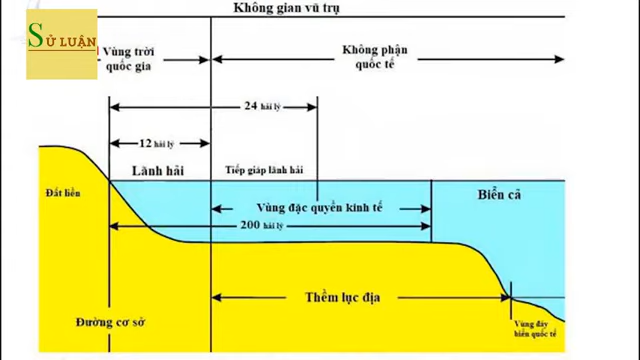 Không gian vũ trụ
SỬ LUẬN
Vùng trời
quốc gia
Không phận
quốc tế
24 hải lý
12 hải lý
Lãnh hải
Tiếp giáp lãnh hải
Đất liền
Vùng đặc quyền kinh tế
Biển cả
200 hải lý
Thềm lục địa
Đường cơ sở
Vùng đáy
biển quốc tế